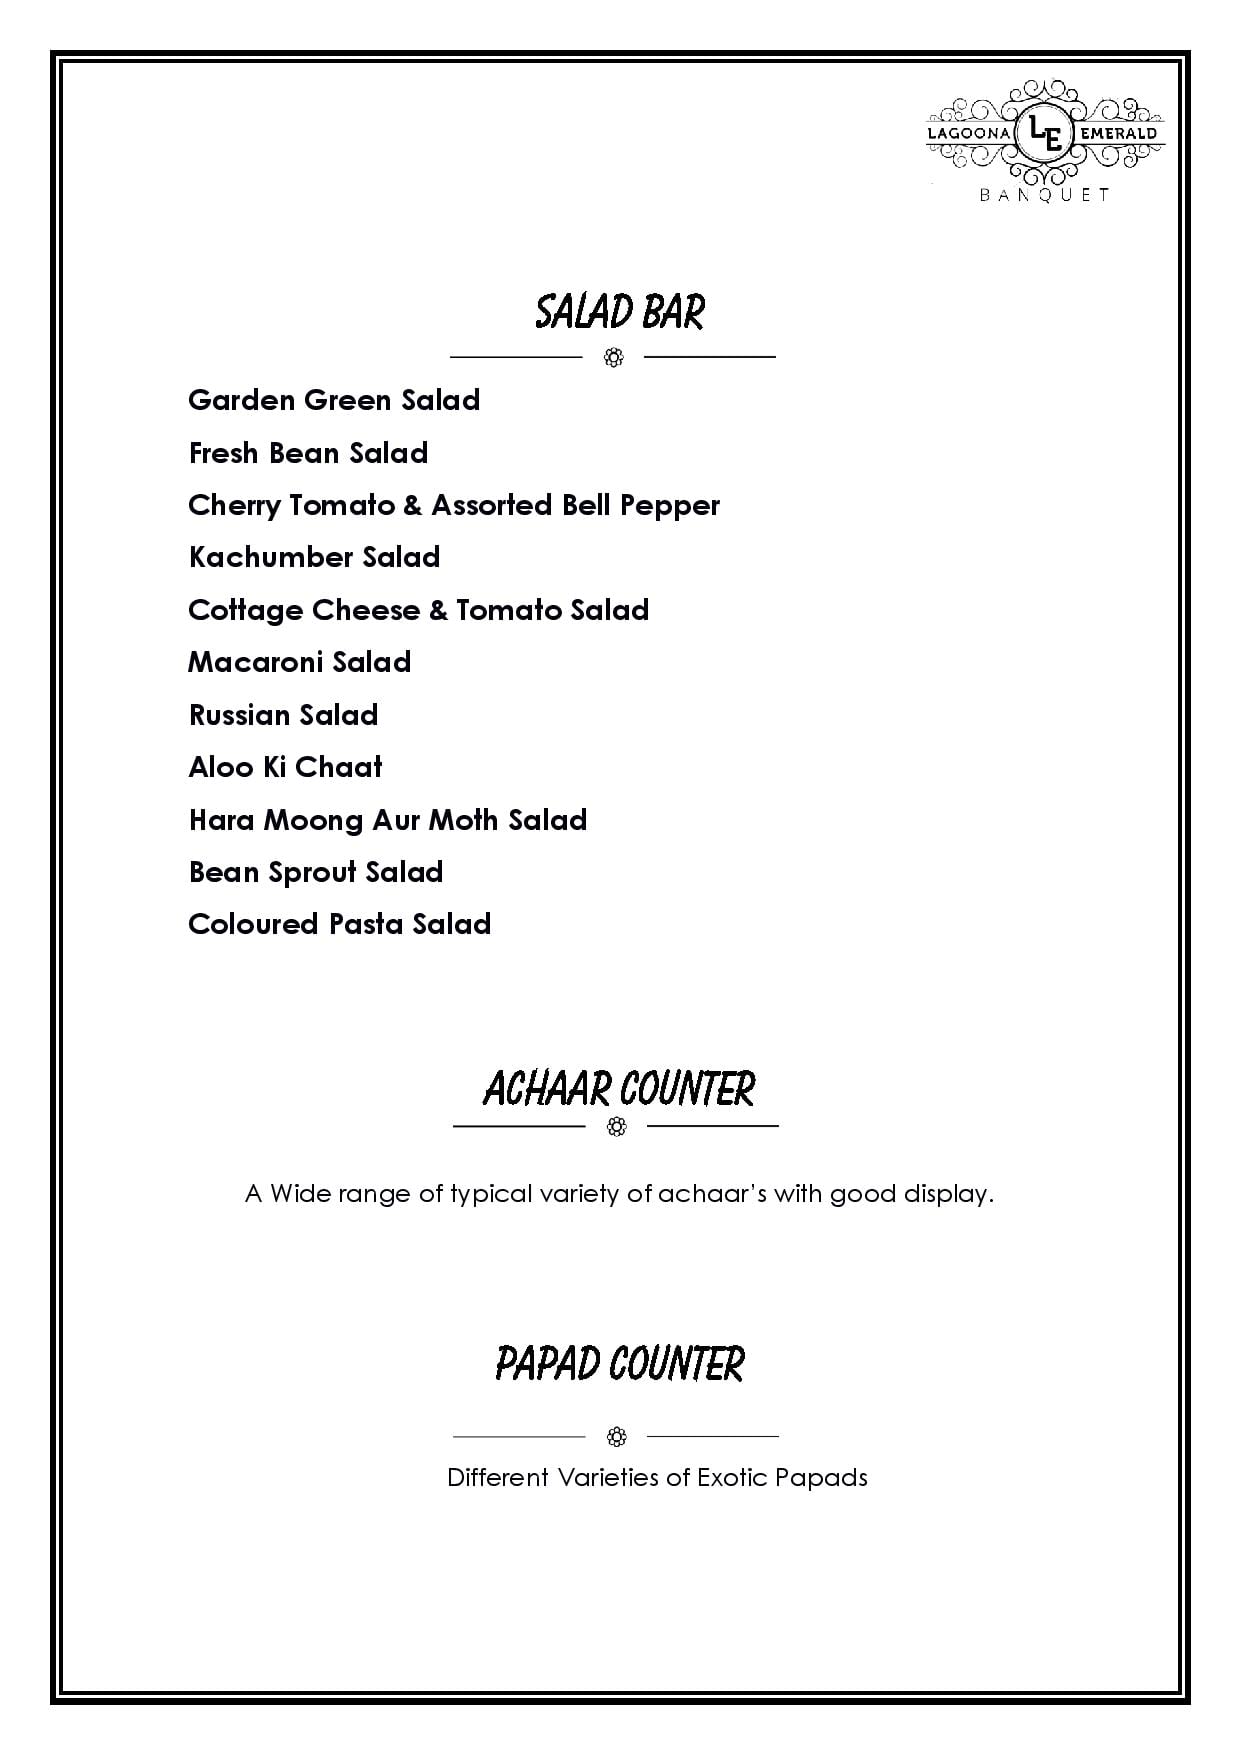 LAGOONA LE EMERALD
BANQUET
SALAD BAR
Garden Green Salad
Fresh Bean Salad
Cherry Tomato & Assorted Bell Pepper
Kachumber Salad
Cottage Cheese & Tomato Salad
Macaroni Salad
Russian Salad
Aloo Ki Chaat
Hara Moong Aur Moth Salad
Bean Sprout Salad
Coloured Pasta Salad
ACHAAR COUNTER
A Wide range of typical variety of achaar’s with good display.
PAPAD COUNTER
Different Varieties of Exotic Papads